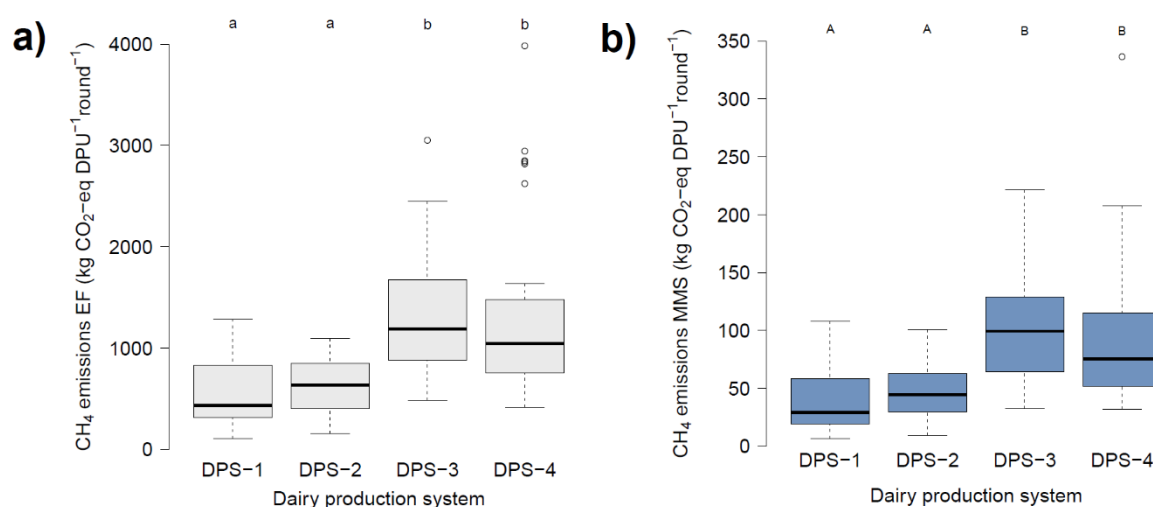 a)
a a b b
CH₄ emissions EF (kg CO₂−eq DPU⁻¹round⁻¹)
4000
3000
2000
1000
0
DPS−1 DPS−2 DPS−3 DPS−4
Dairy production system
b)
A A B B
CH₄ emissions MMS (kg CO₂−eq DPU⁻¹round⁻¹)
350
300
250
200
150
100
50
0
DPS−1 DPS−2 DPS−3 DPS−4
Dairy production system